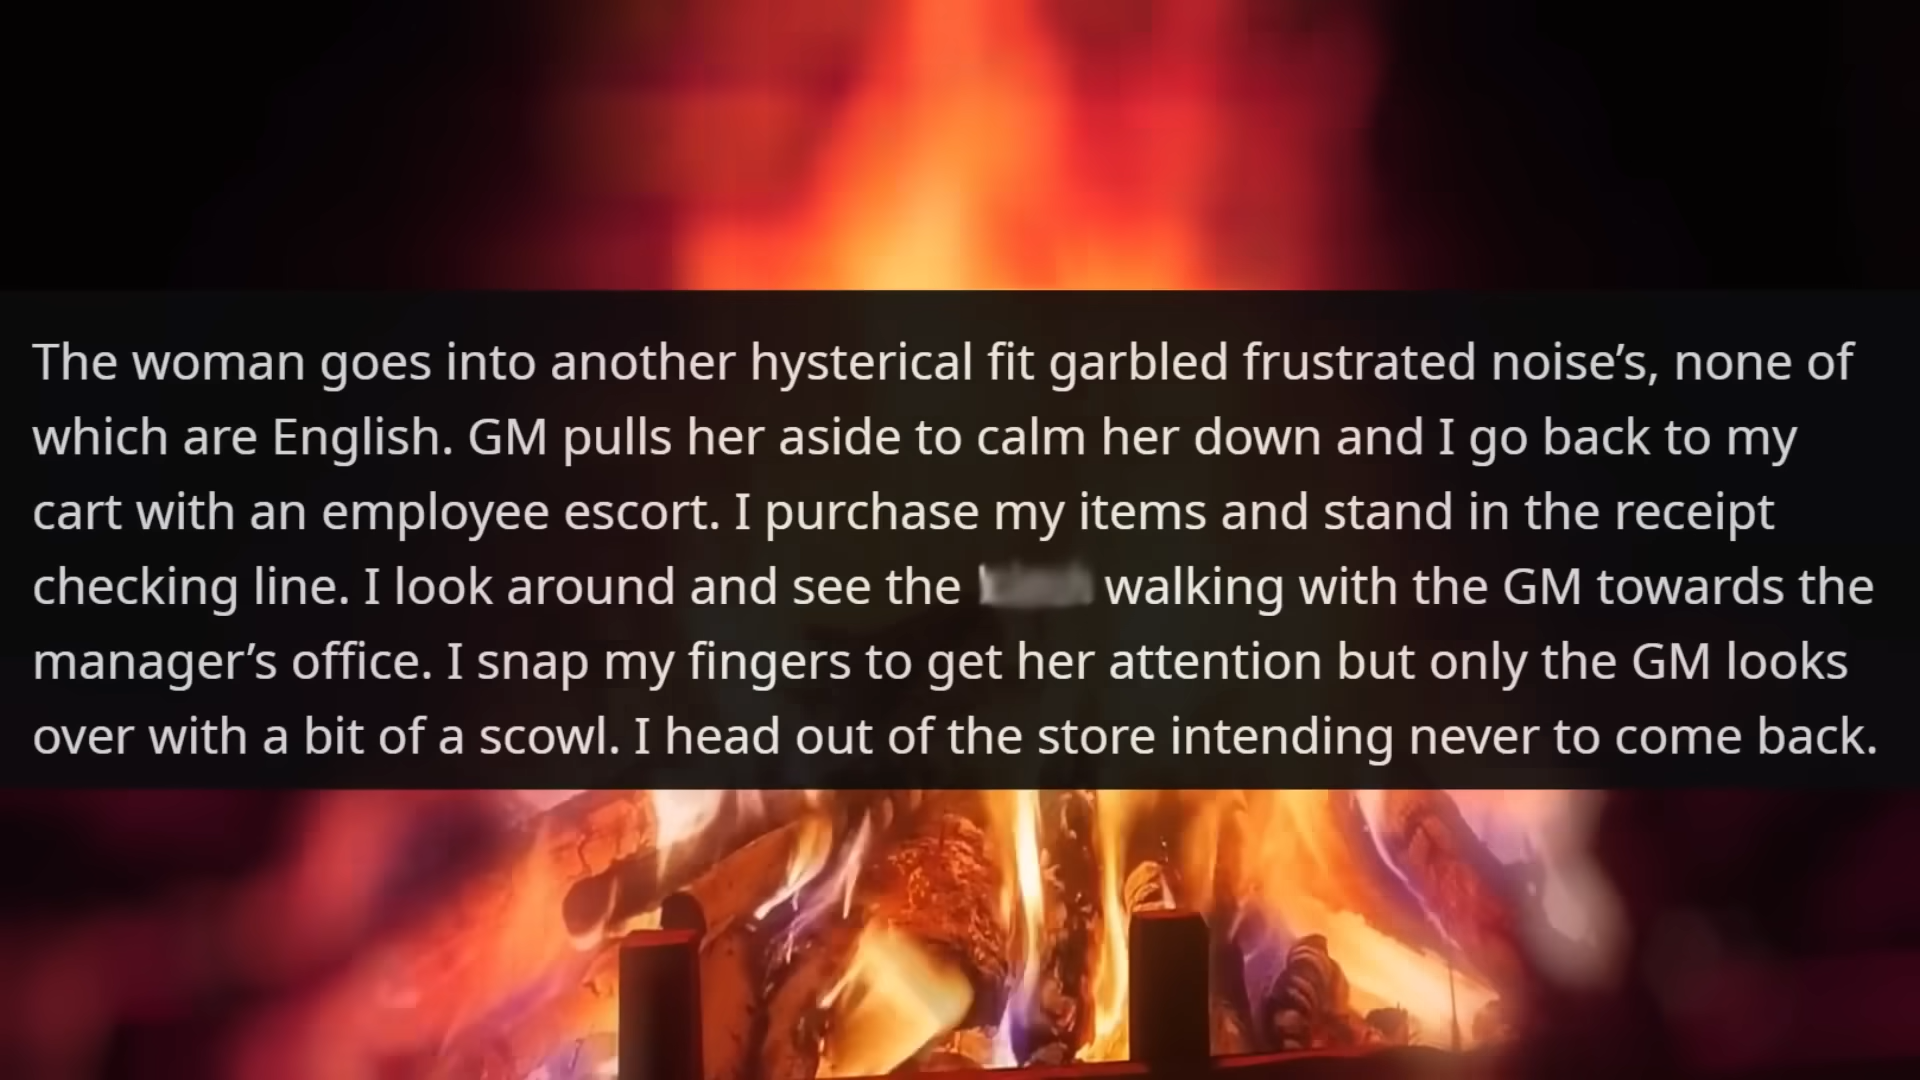 The woman goes into another hysterical fit garbled frustrated noise’s, none of
which are English. GM pulls her aside to calm her down and I go back to my
cart with an employee escort. I purchase my items and stand in the receipt
checking line. I look around and see the walking with the GM towards the
manager’s office. I snap my fingers to get her attention but only the GM looks
over with a bit of a scowl. I head out of the store intending never to come back.